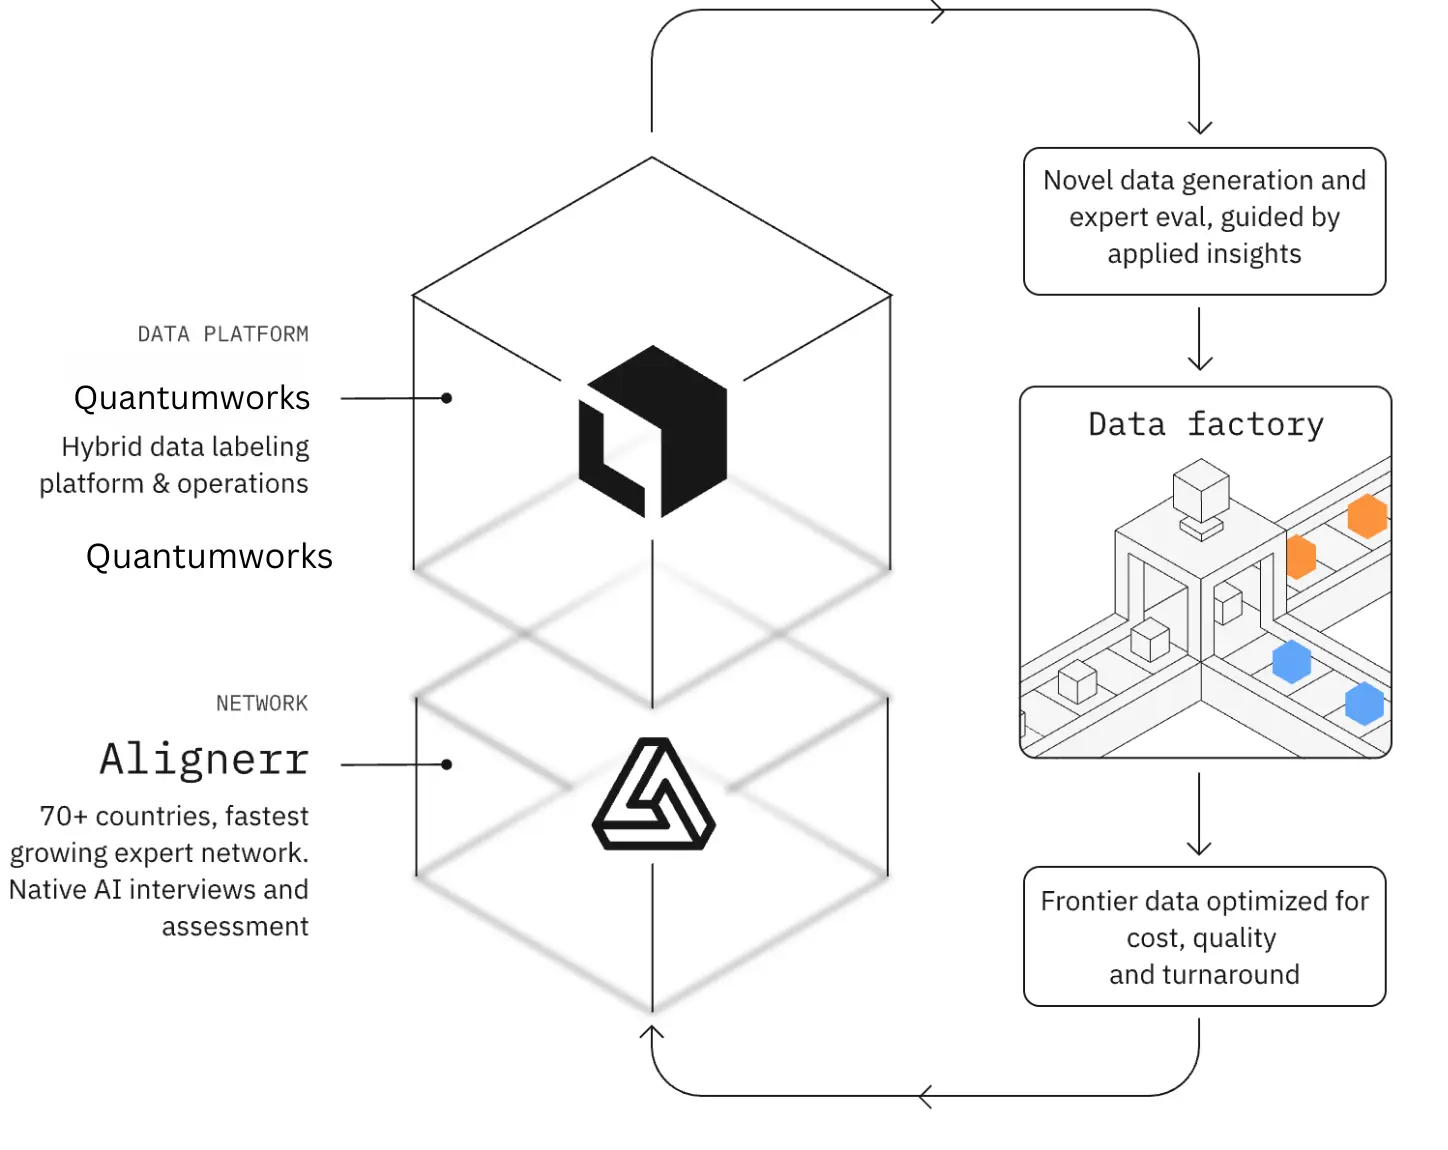 DATA PLATFORM
Quantumworks
Hybrid data labeling
platform & operations
Quantumworks
NETWORK
Alignerr
70+ countries, fastest
growing expert network.
Native AI interviews and
assessment
Novel data generation and
expert eval, guided by
applied insights
Data factory
Frontier data optimized for
cost, quality
and turnaround